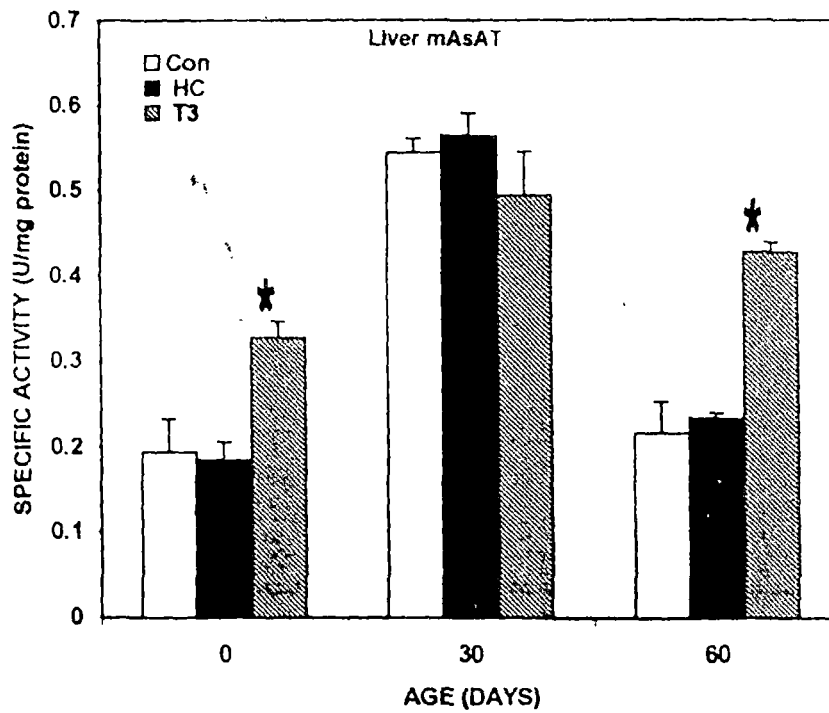 Liver mAsAT
Con
HC
T3
SPECIFIC ACTIVITY (U/mg protein)
0.7
0.6
0.5
0.4
0.3
0.2
0.1
0
0
30
60
AGE (DAYS)